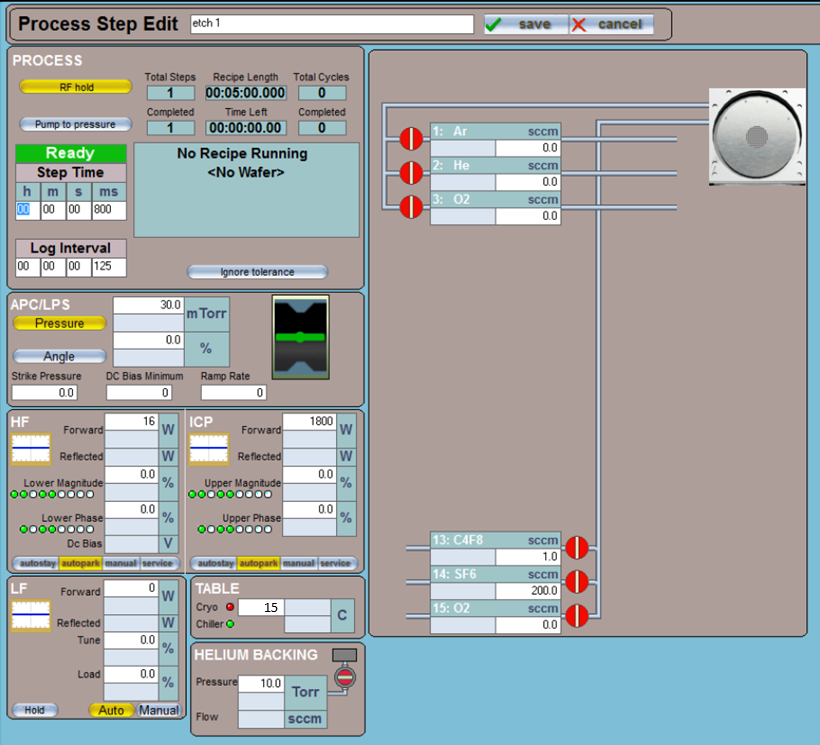 Process Step Edit etch 1 save cancel
PROCESS
RF hold
Total Steps Recipe Length Total Cycles
1 00:05:00.000 0
Completed Time Left Completed
Pump to pressure
1 00:00:00.00 0
Ready
No Recipe Running
<No Wafer>
Step Time
h m s ms
00 00 00 800
Log Interval
00 00 00 125
Ignore tolerance
APC/LPS
Pressure
Angle
30.0 mTorr
0.0 %
Strike Pressure DC Bias Minimum Ramp Rate
0.0 0 0
HF
Forward 16 W
Reflected W
Lower Magnitude 0.0 %
Lower Phase 0.0 %
Dc Bias V
autostay autopark manual service
ICP
Forward 1800 W
Reflected W
Upper Magnitude 0.0 %
Upper Phase 0.0 %
autostay autopark manual service
LF
Forward 0 W
Reflected W
Tune 0.0 %
Load 0.0 %
Hold Auto Manual
TABLE
Cryo 15 C
Chiller
HELIUM BACKING
Pressure 10.0 Torr
Flow sccm
1: Ar sccm
0.0
2: He sccm
0.0
3: O2 sccm
0.0
13: C4F8 sccm
1.0
14: SF6 sccm
200.0
15: O2 sccm
0.0